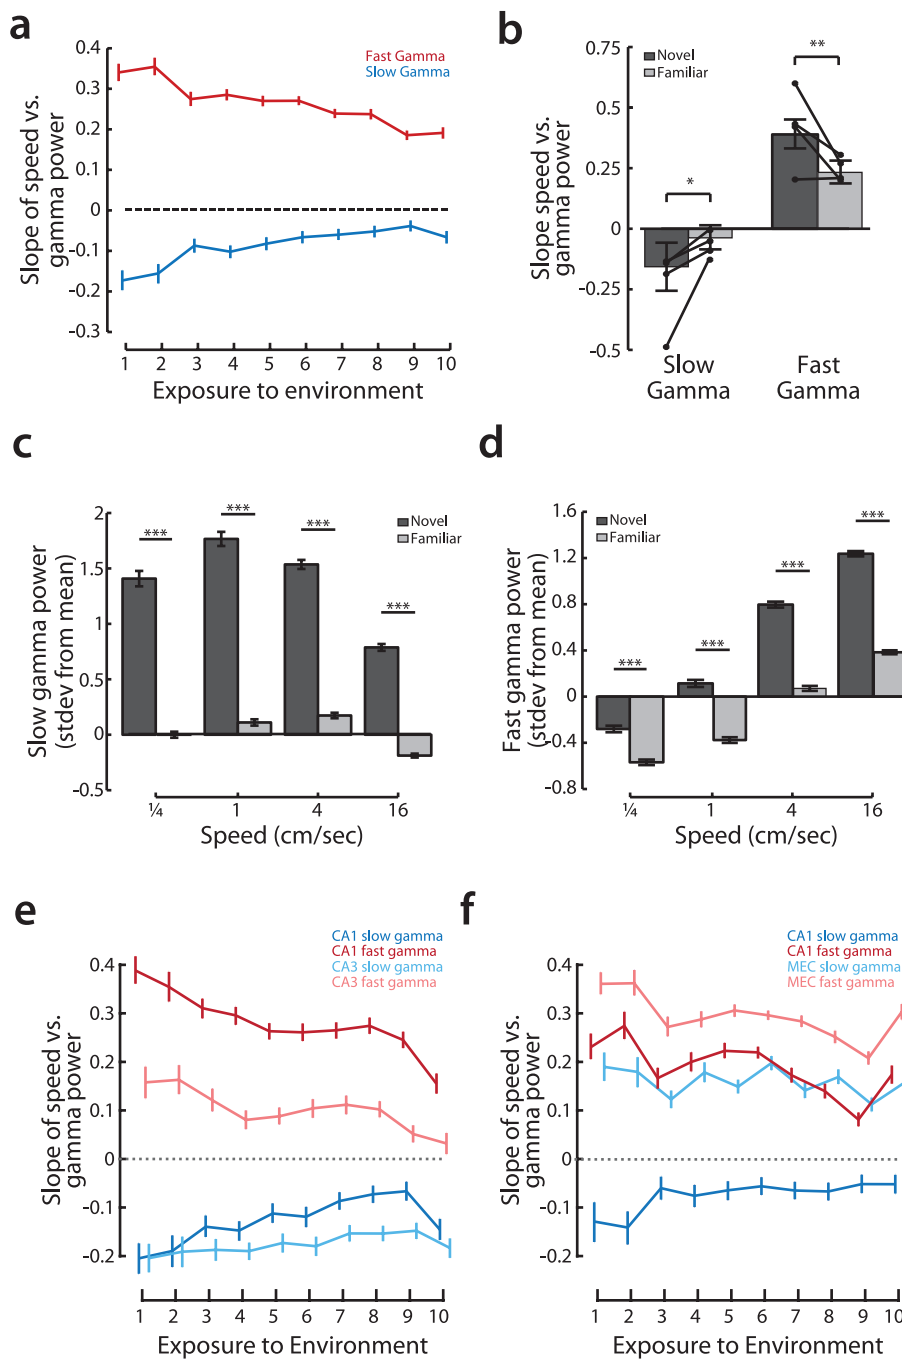 a
Fast Gamma
Slow Gamma
Slope of speed vs.
gamma power
0.4
0.3
0.2
0.1
0
-0.1
-0.2
-0.3
1 2 3 4 5 6 7 8 9 10
Exposure to environment
b
Novel
Familiar
Slope speed vs.
gamma power
0.75
0.5
0.25
0
-0.25
-0.5
*
**
Slow
Gamma
Fast
Gamma
c
Novel
Familiar
Slow gamma power
(stdev from mean)
2
1.5
1
0.5
0
-0.5
*** *** *** ***
¼ 1 4 16
Speed (cm/sec)
d
Novel
Familiar
Fast gamma power
(stdev from mean)
1.6
1.2
0.8
0.4
0
-0.4
-0.8
*** *** *** ***
¼ 1 4 16
Speed (cm/sec)
e
CA1 slow gamma
CA1 fast gamma
CA3 slow gamma
CA3 fast gamma
Slope of speed vs.
gamma power
0.4
0.3
0.2
0.1
0
-0.1
-0.2
1 2 3 4 5 6 7 8 9 10
Exposure to Environment
f
CA1 slow gamma
CA1 fast gamma
MEC slow gamma
MEC fast gamma
Slope of speed vs.
gamma power
0.4
0.3
0.2
0.1
0
-0.1
-0.2
1 2 3 4 5 6 7 8 9 10
Exposure to Environment